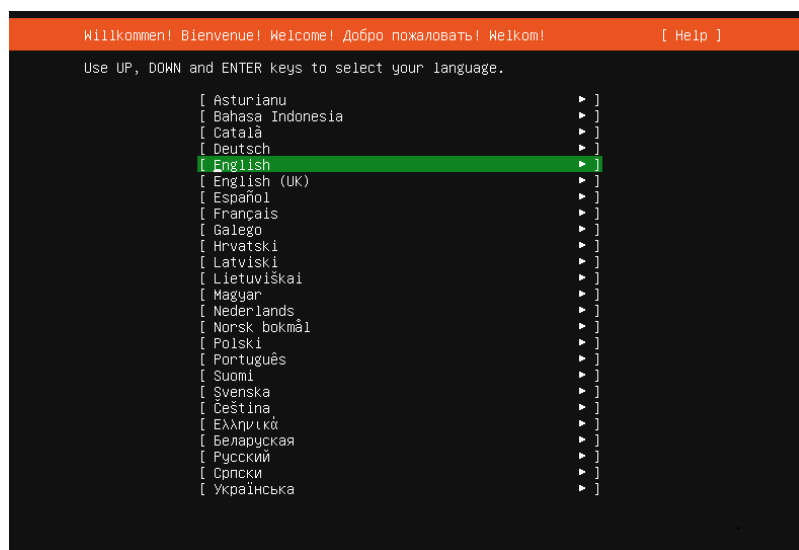 Willkommen! Bienvenue! Welcome! Добро пожаловать! Welkom! [ Help ]
Use UP, DOWN and ENTER keys to select your language.
[ Asturianu ► ]
[ Bahasa Indonesia ► ]
[ Català ► ]
[ Deutsch ► ]
[ English ► ]
[ English (UK) ► ]
[ Español ► ]
[ Français ► ]
[ Galego ► ]
[ Hrvatski ► ]
[ Latviski ► ]
[ Lietuviškai ► ]
[ Magyar ► ]
[ Nederlands ► ]
[ Norsk bokmål ► ]
[ Polski ► ]
[ Português ► ]
[ Suomi ► ]
[ Svenska ► ]
[ Čeština ► ]
[ Ελληνικά ► ]
[ Беларуская ► ]
[ Русский ► ]
[ Српски ► ]
[ Українська ► ]